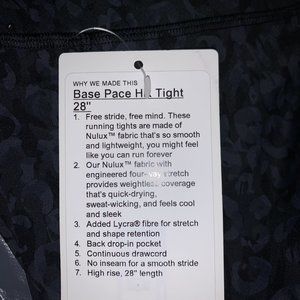 WHY WE MADE THIS
Base Pace HR Tight
28"
1. Free stride, free mind. These
running tights are made of
Nulux™ fabric that's so smooth
and lightweight, you might feel
like you can run forever
2. Our Nulux™ fabric with
engineered four-way stretch
provides weightless coverage
that's quick-drying,
sweat-wicking, and feels cool
and sleek
3. Added Lycra® fibre for stretch
and shape retention
4. Back drop-in pocket
5. Continuous drawcord
6. No inseam for a smooth stride
7. High rise, 28" length